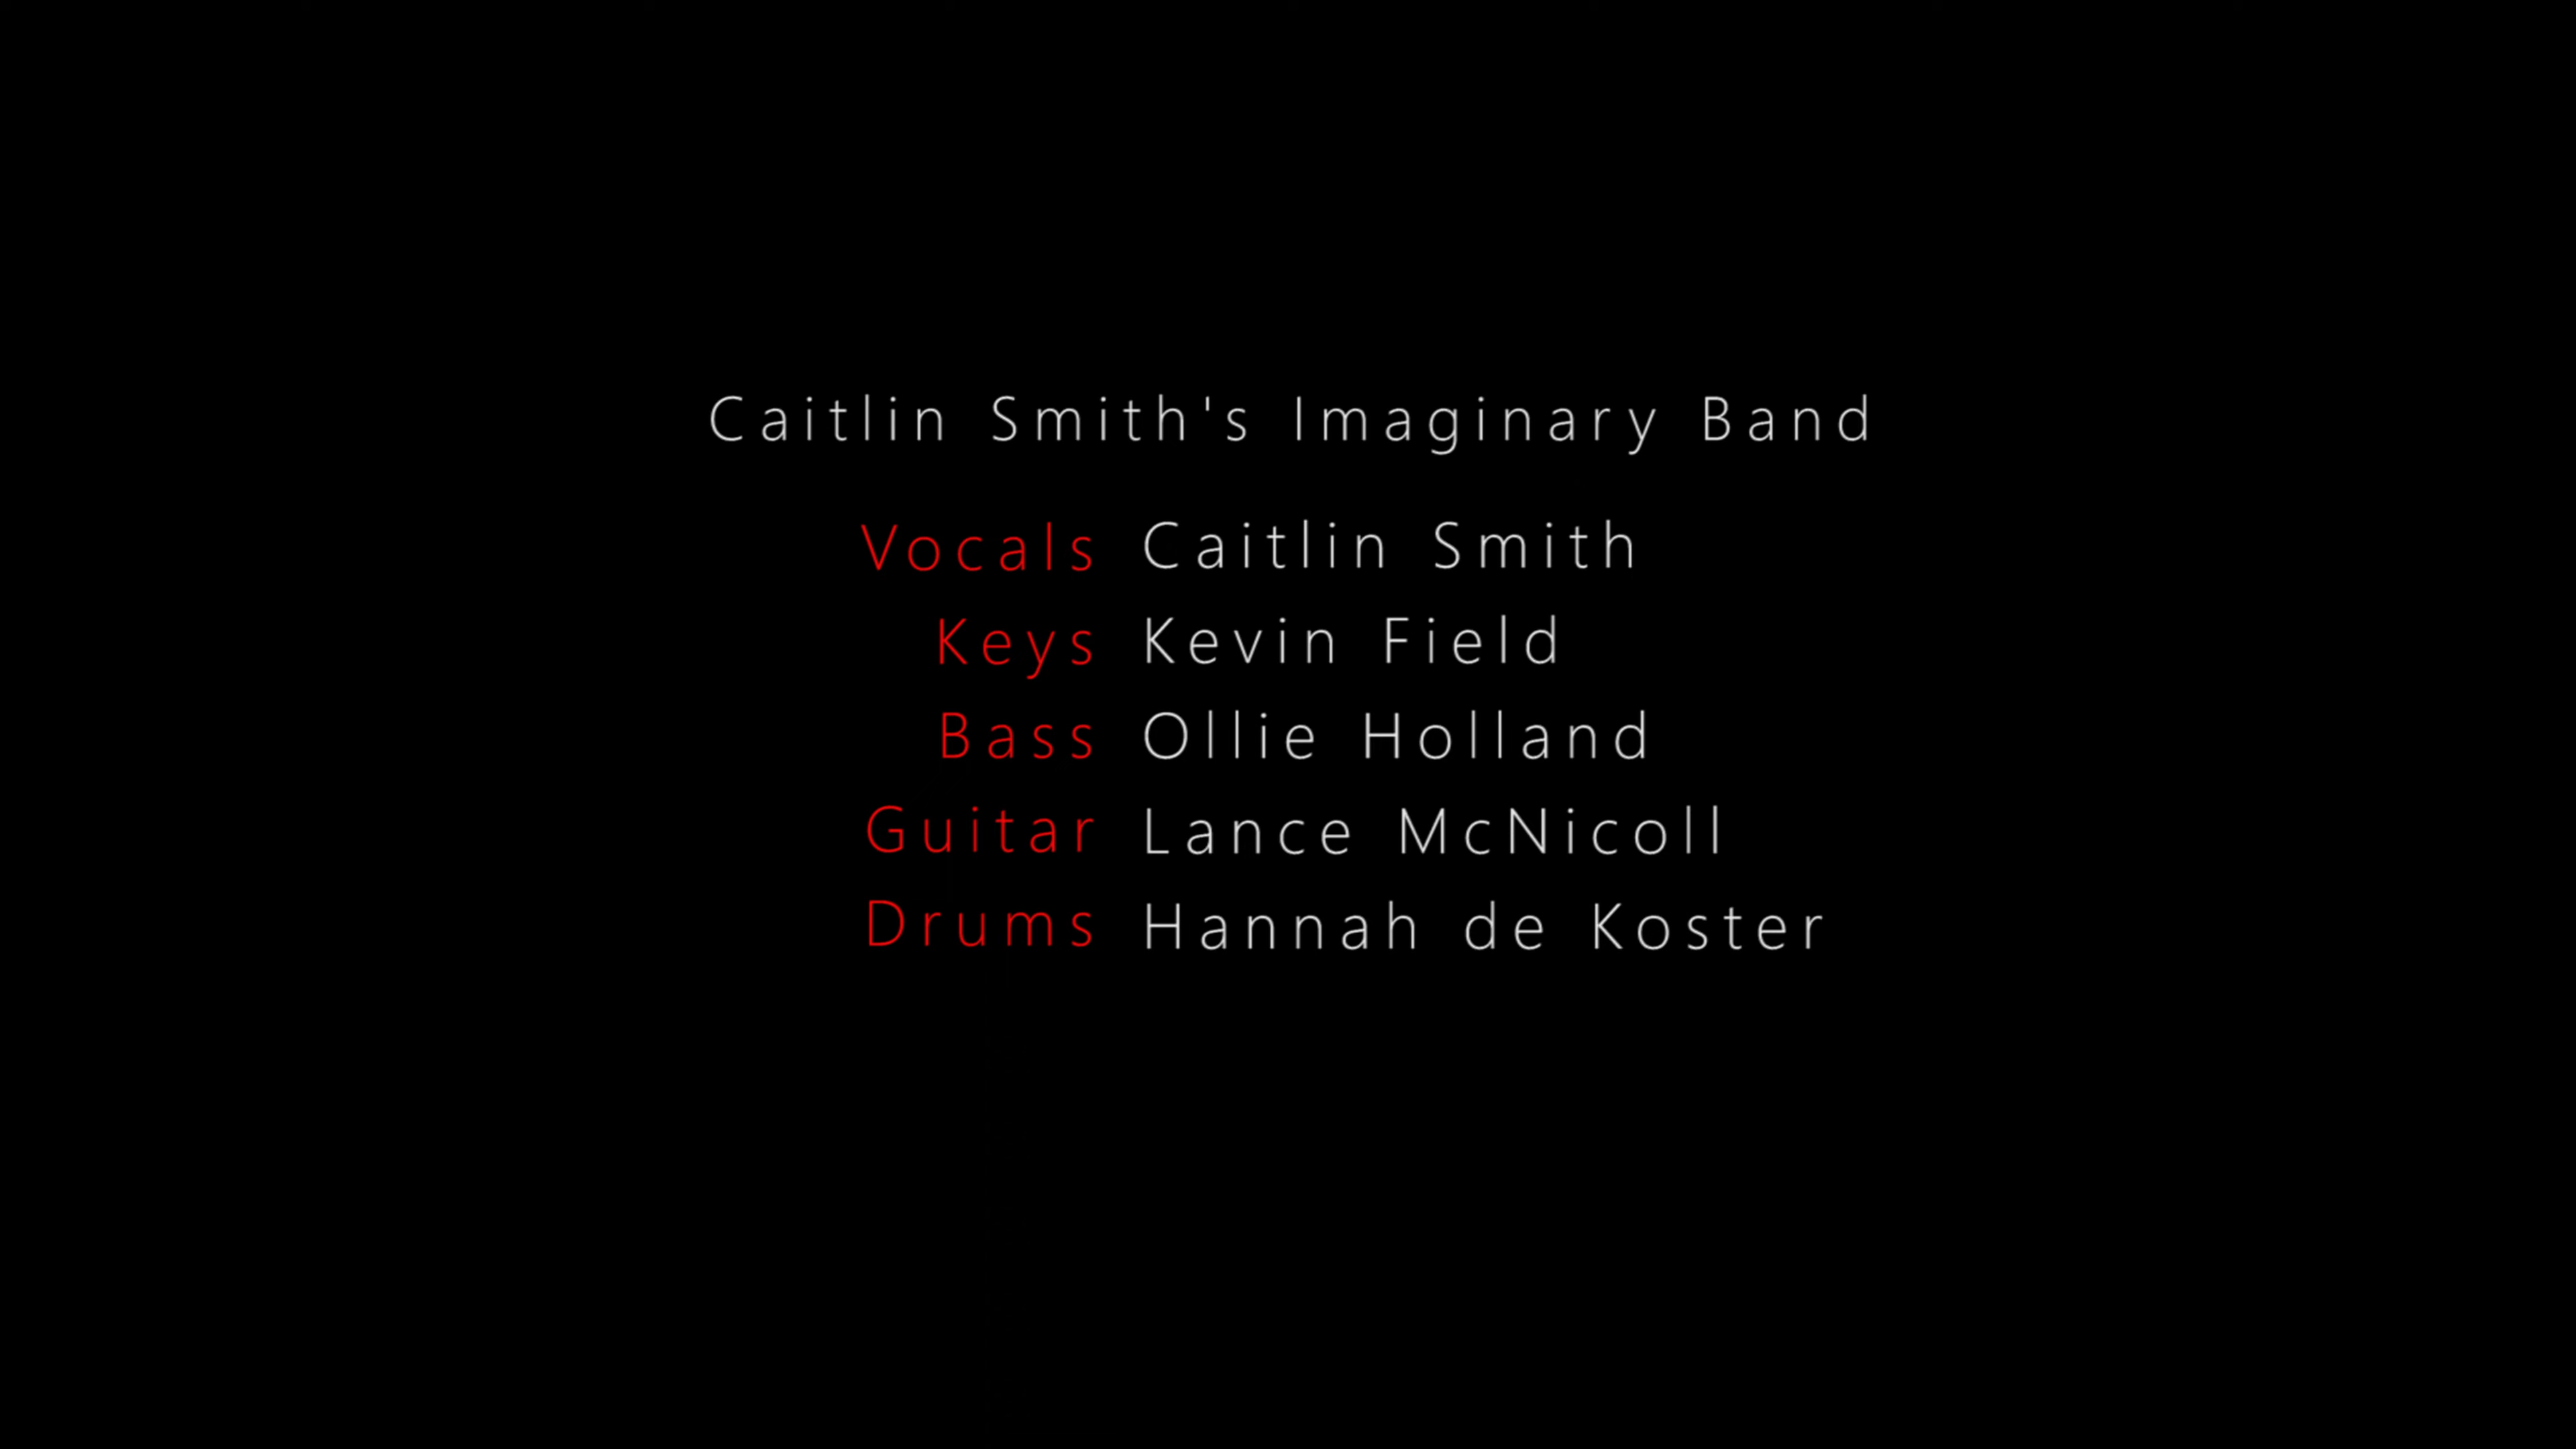 Caitlin Smith's Imaginary Band
Vocals Caitlin Smith
Keys Kevin Field
Bass Ollie Holland
Guitar Lance McNicoll
Drums Hannah de Koster